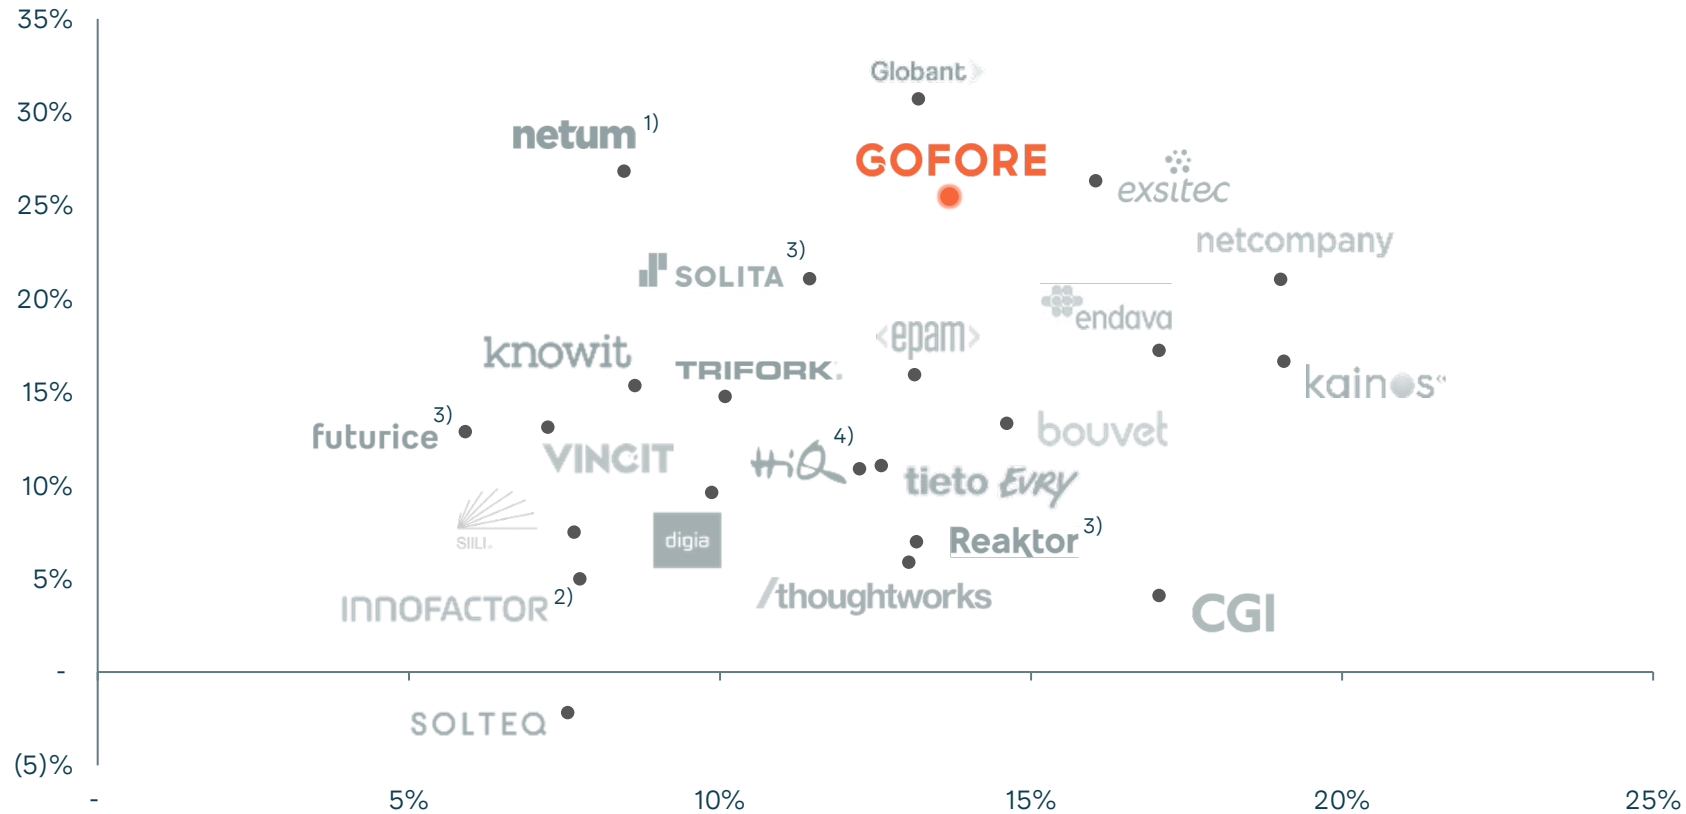 35%
Globant
30%
netum 1)
GOFORE
exsitec
25%
netcompany
SOLITA 3)
20%
endava
<epam>
knowit
TRIFORK.
15%
kainos
futurice 3)
bouvet
VINCIT
HiQ 4)
10%
tieto EVRY
SIILI
digia
Reaktor 3)
5%
INNOFACTOR 2)
/thoughtworks
CGI
-
SOLTEQ
(5)%
- 5% 10% 15% 20% 25%